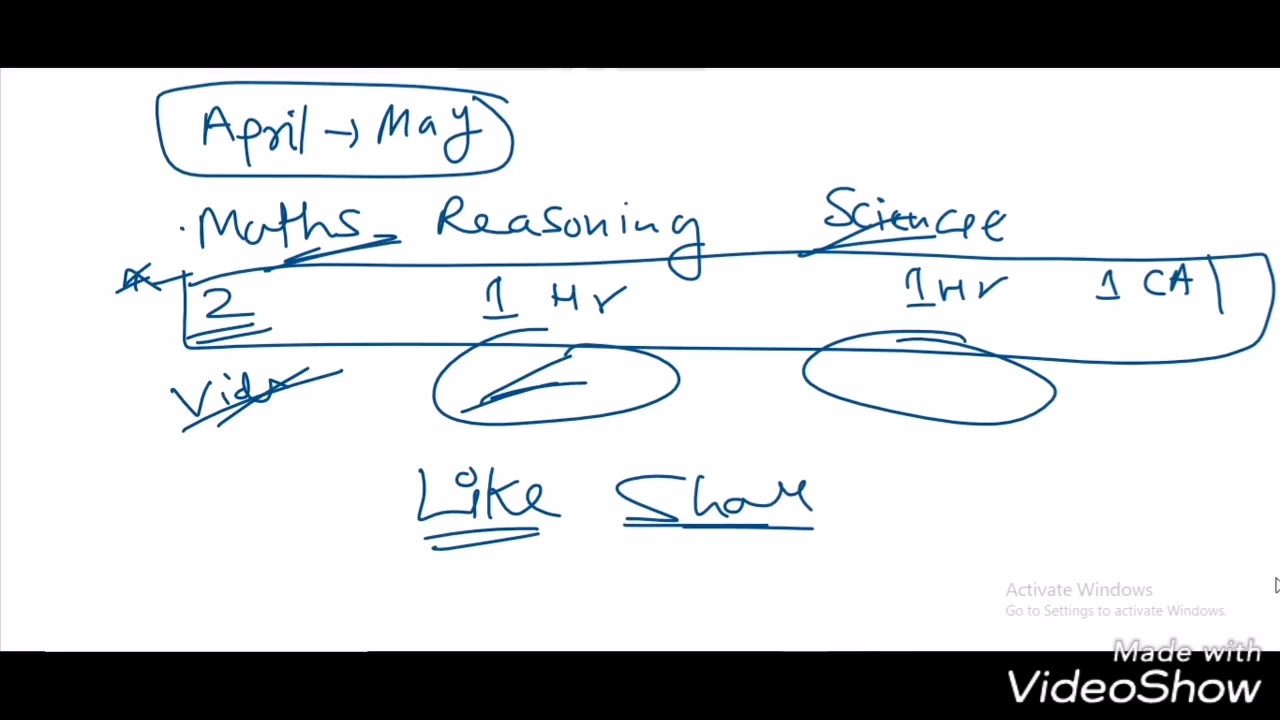 April → May
Maths Reasoning Science
2 1 Hr 1 Hr 1 CA
Like Share
Activate Windows
Go to Settings to activate Windows.
Made with
VideoShow